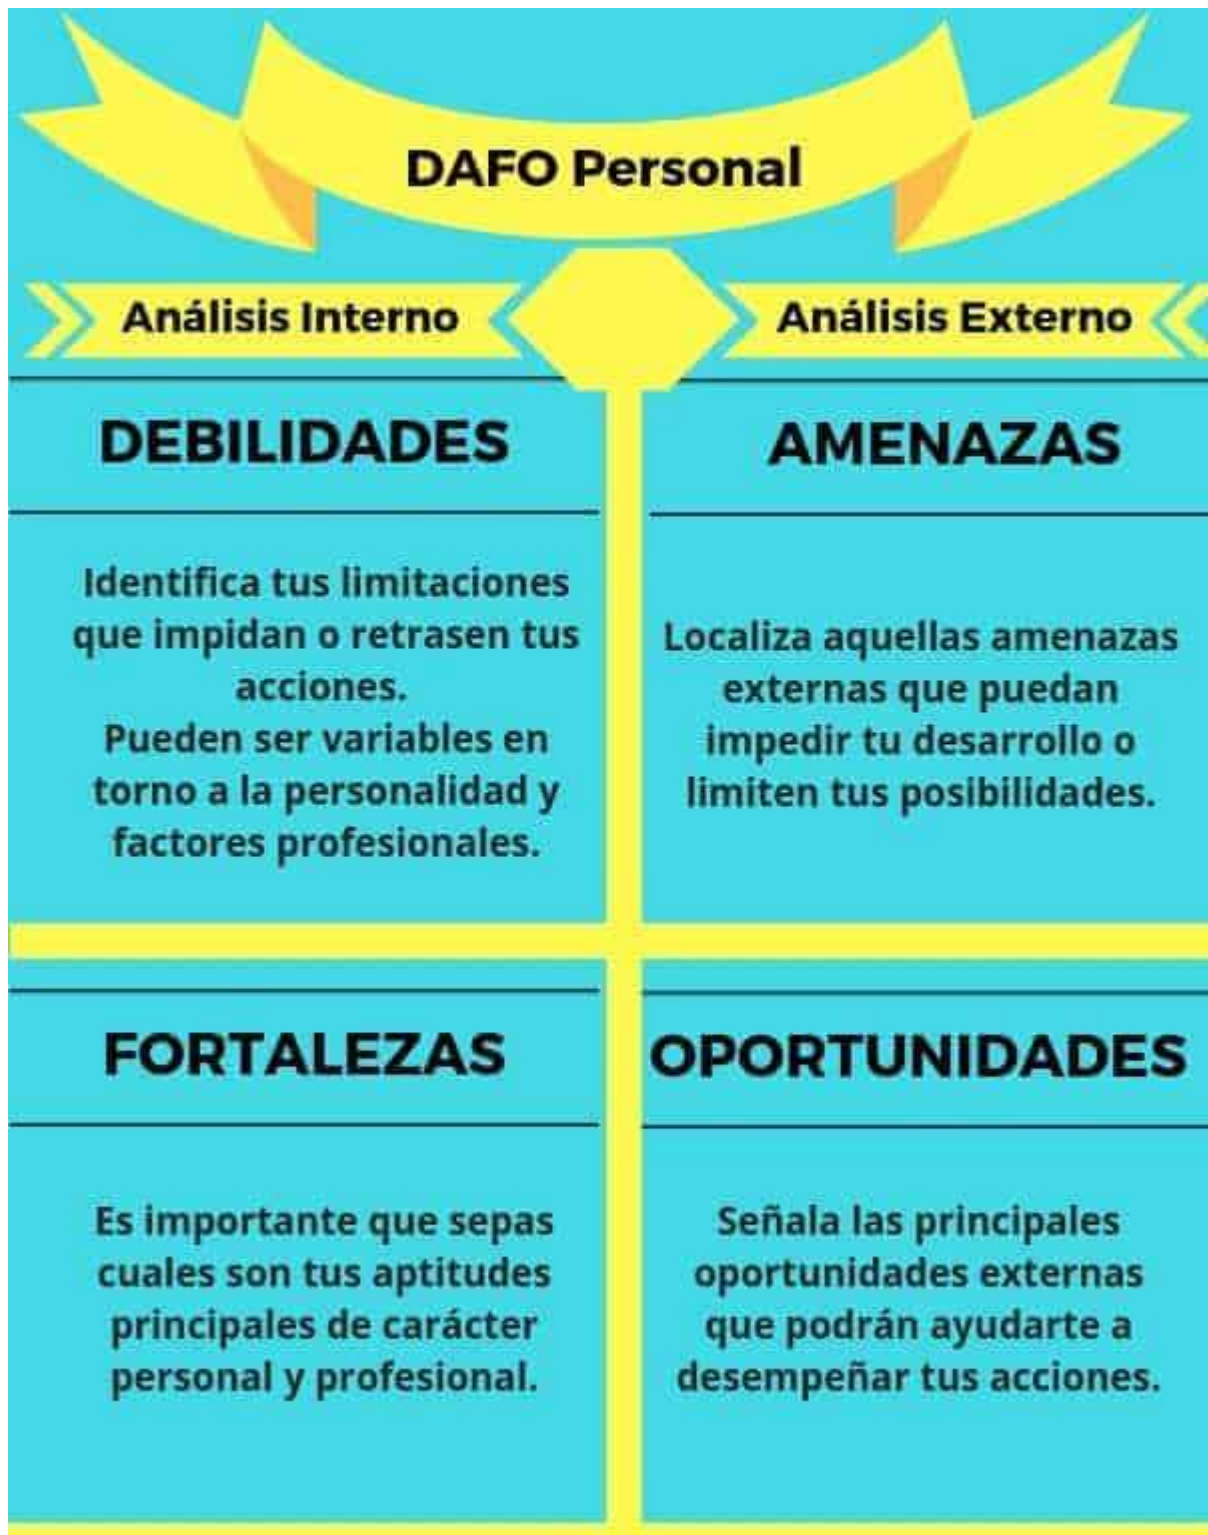 DAFO Personal
Análisis Interno
Análisis Externo
DEBILIDADES
Identifica tus limitaciones
que impidan o retrasen tus
acciones.
Pueden ser variables en
torno a la personalidad y
factores profesionales.
AMENAZAS
Localiza aquellas amenazas
externas que puedan
impedir tu desarrollo o
limiten tus posibilidades.
FORTALEZAS
Es importante que sepas
cuales son tus aptitudes
principales de carácter
personal y profesional.
OPORTUNIDADES
Señala las principales
oportunidades externas
que podrán ayudarte a
desempeñar tus acciones.